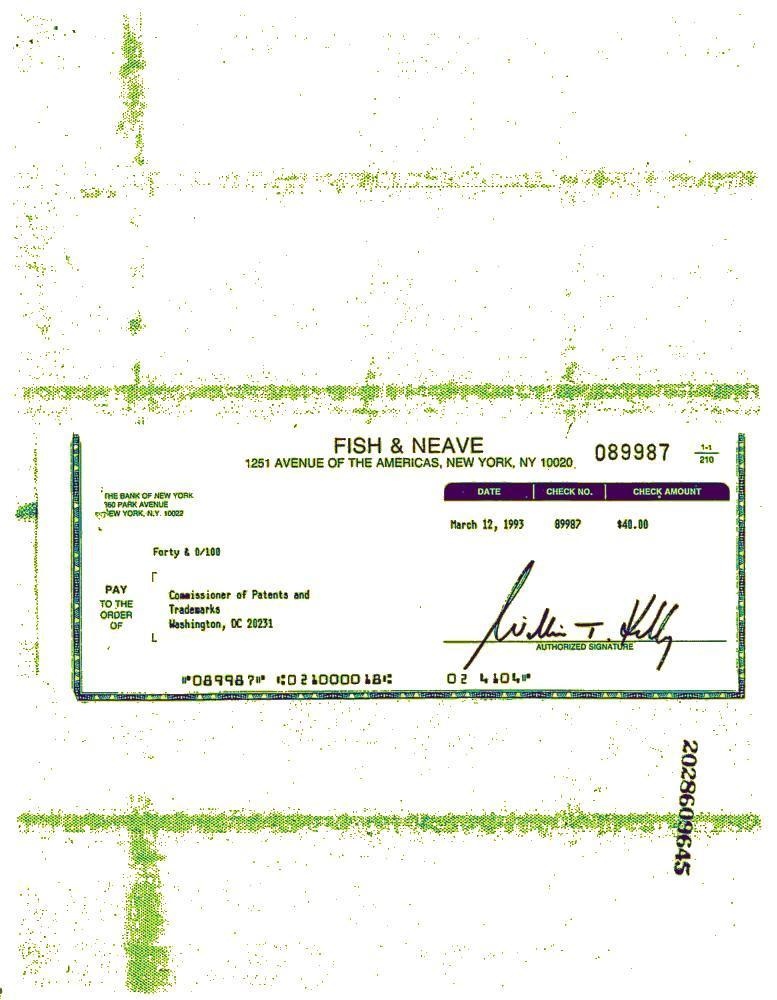 FISH & NEAVE
1251 AVENUE OF THE AMERICAS, NEW YORK, NY 10020
089987
1-1
210
THE BANK OF NEW YORK
360 PARK AVENUE
NEW YORK, N.Y. 10022
DATE CHECK NO. CHECK AMOUNT
March 12, 1993 89987 $40.00
Forty & 0/100
PAY
TO THE
ORDER
OF
Commissioner of Patents and
Trademarks
Washington, DC 20231
William T. Kelly
AUTHORIZED SIGNATURE
⑈089987⑈ ⑆021000018⑆ 02 4104⑈
2028609645